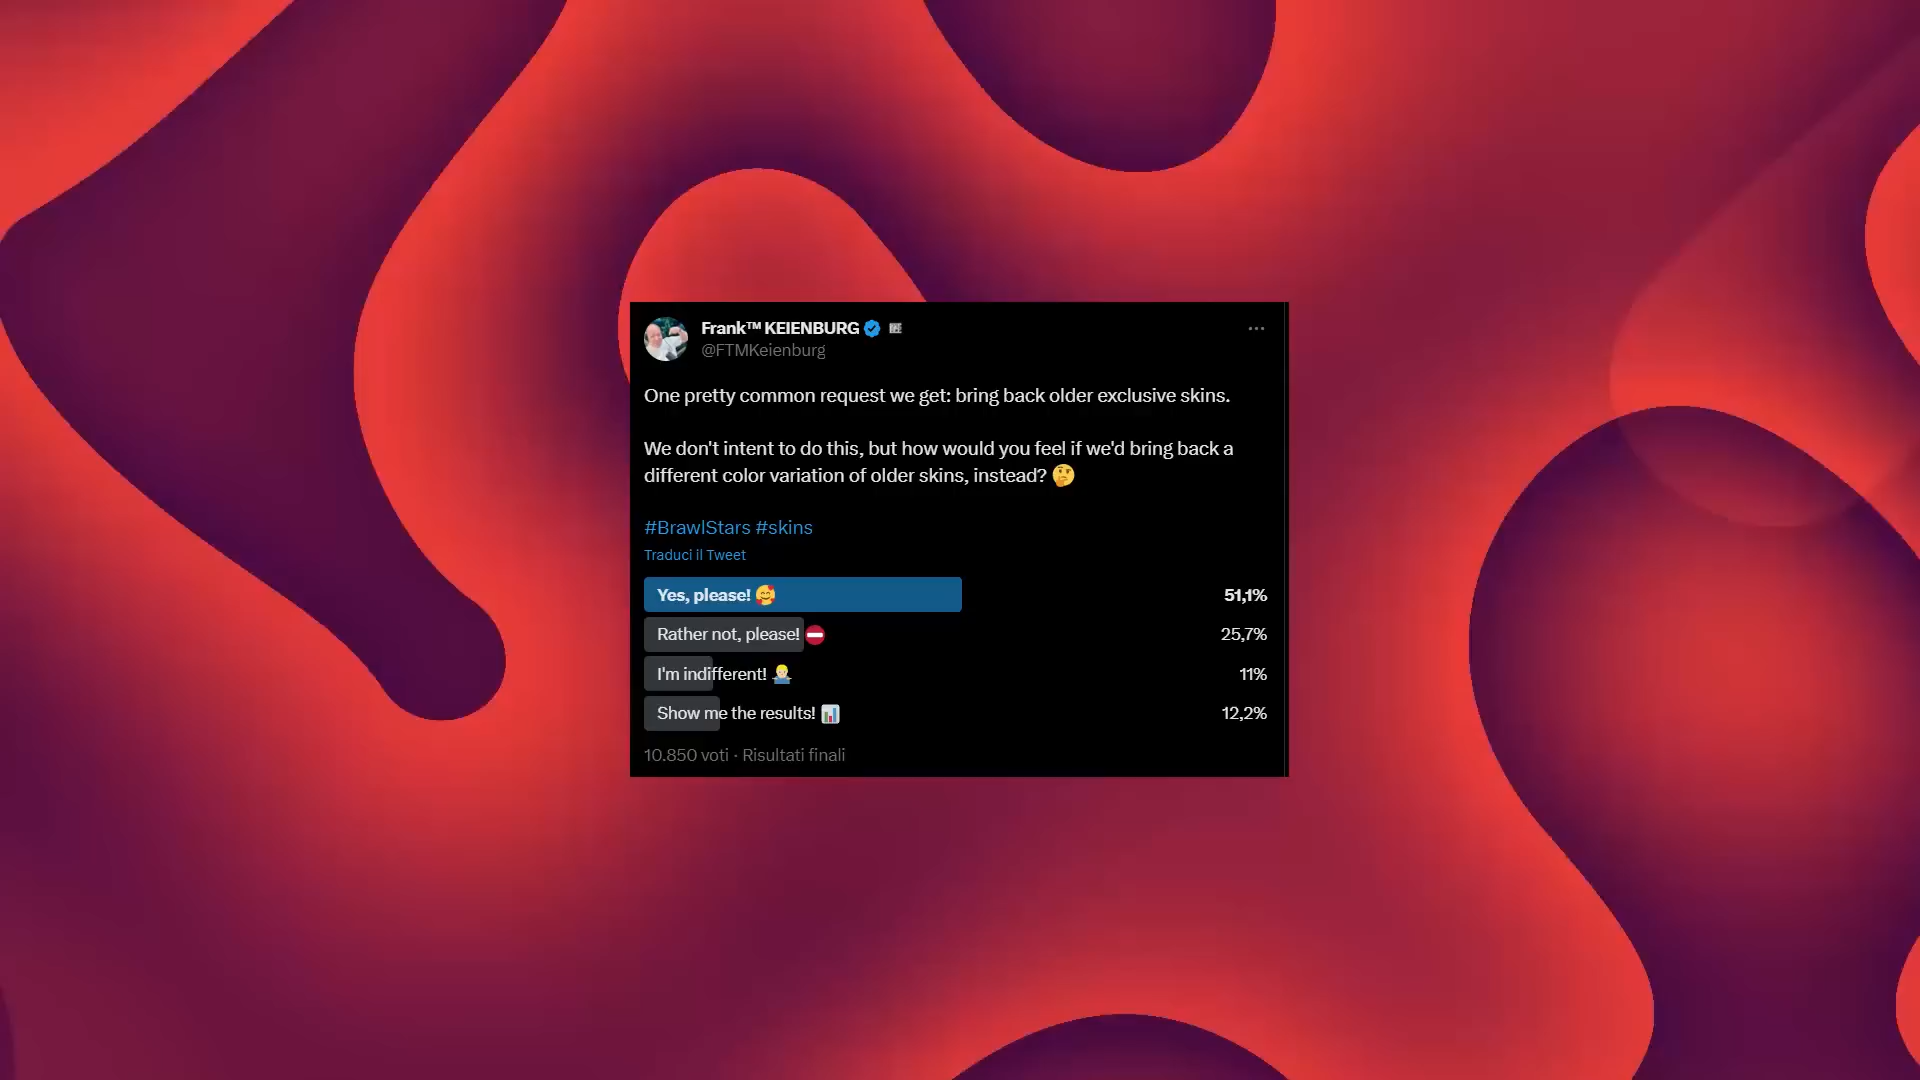 Frank™ KEIENBURG
@FTMKeienburg
One pretty common request we get: bring back older exclusive skins.
We don't intent to do this, but how would you feel if we'd bring back a
different color variation of older skins, instead? 🤔
#BrawlStars #skins
Traduci il Tweet
Yes, please! 🥰 51,1%
Rather not, please! ⛔ 25,7%
I'm indifferent! 🤷🏼‍♂️ 11%
Show me the results! 📊 12,2%
10.850 voti · Risultati finali